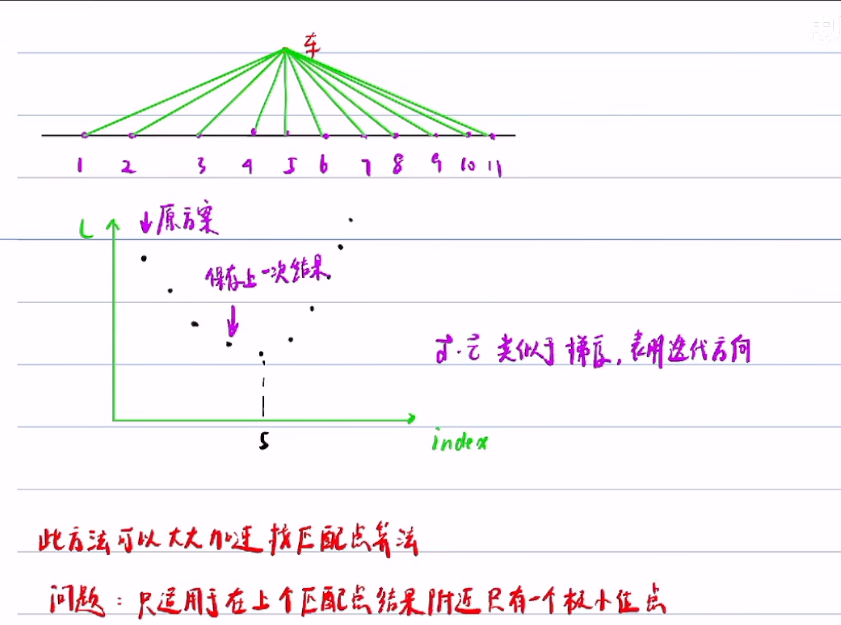 车
1 2 3 4 5 6 7 8 9 10 11
L
↓原方案
保存上一次结果
d·τ 类似于梯度,表明迭代方向
5
index
此方法可以大大加速找匹配点算法
问题:只适用于在上个匹配点结果附近只有一个极小值点